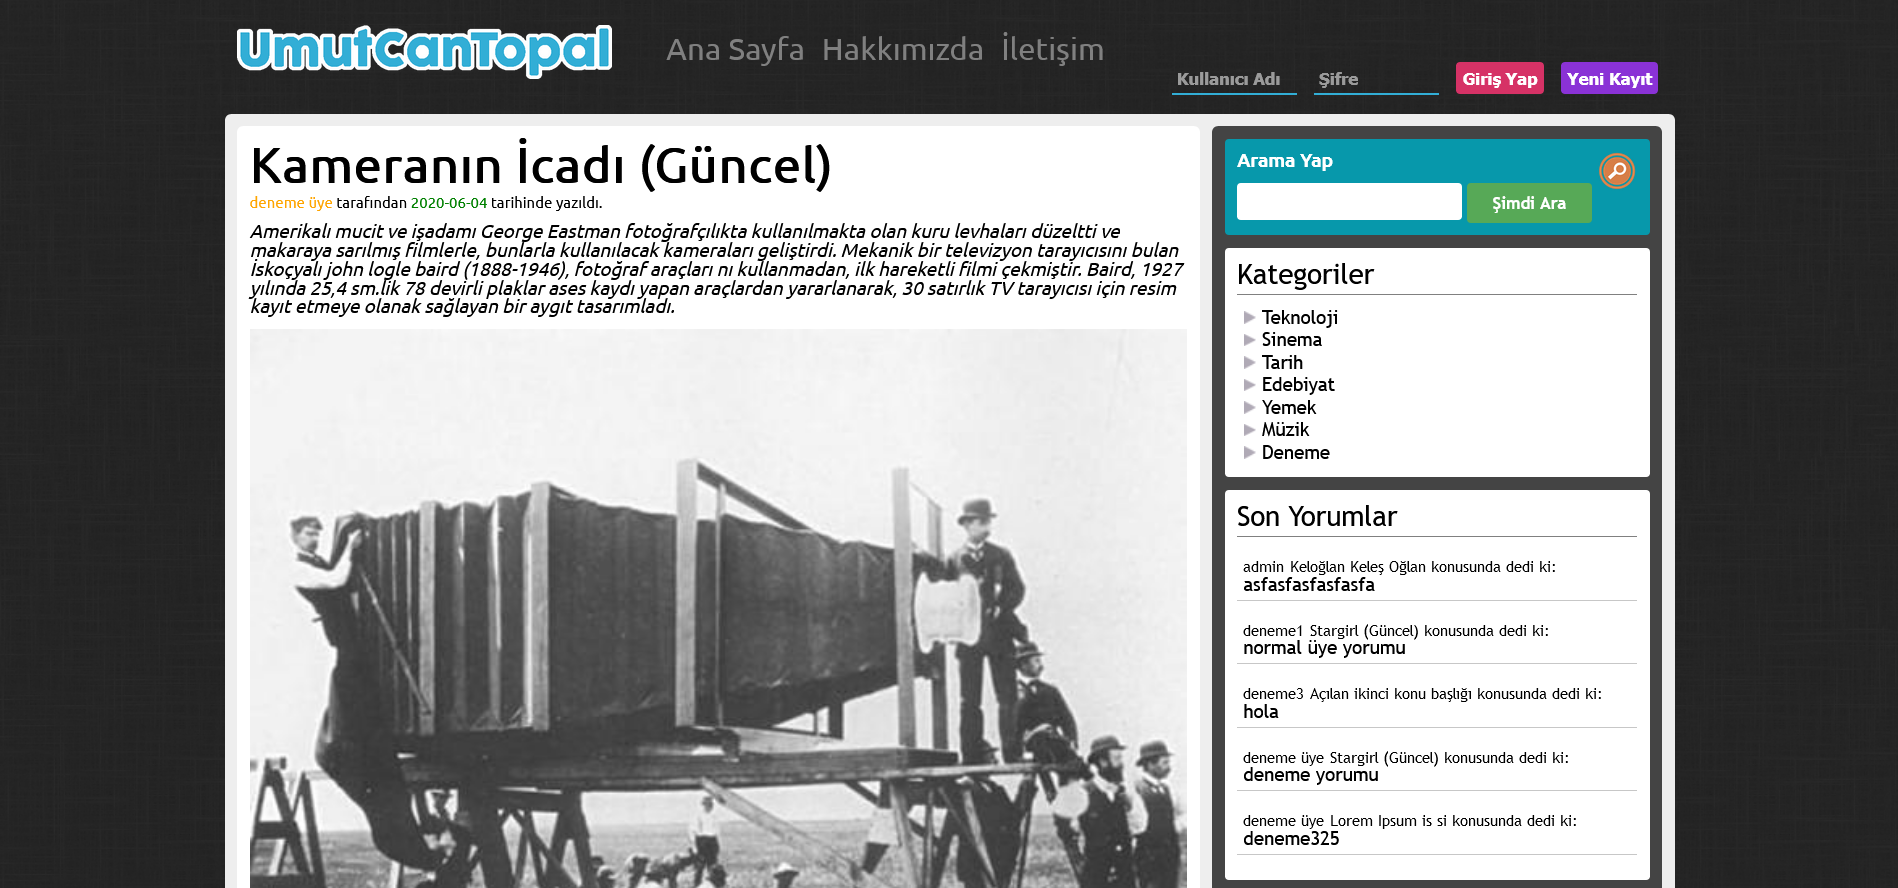 UmutCanTopal
Ana Sayfa Hakkımızda İletişim
Kullanıcı Adı Şifre Giriş Yap Yeni Kayıt
Kameranın İcadı (Güncel)
deneme üye tarafından 2020-06-04 tarihinde yazıldı.
Amerikalı mucit ve işadamı George Eastman fotoğrafçılıkta kullanılmakta olan kuru levhaları düzeltti ve
makaraya sarılmış filmlerle, bunlarla kullanılacak kameraları geliştirdi. Mekanik bir televizyon tarayıcısını bulan
İskoçyalı john logle baird (1888-1946), fotoğraf araçları nı kullanmadan, ilk hareketli filmi çekmiştir. Baird, 1927
yılında 25,4 sm.lik 78 devirli plaklar ases kaydı yapan araçlardan yararlanarak, 30 satırlık TV tarayıcısı için resim
kayıt etmeye olanak sağlayan bir aygıt tasarımladı.
Arama Yap
Şimdi Ara
Kategoriler
Teknoloji
Sinema
Tarih
Edebiyat
Yemek
Müzik
Deneme
Son Yorumlar
admin Keloğlan Keleş Oğlan konusunda dedi ki:
asfasfasfasfasfa
deneme1 Stargirl (Güncel) konusunda dedi ki:
normal üye yorumu
deneme3 Açılan ikinci konu başlığı konusunda dedi ki:
hola
deneme üye Stargirl (Güncel) konusunda dedi ki:
deneme yorumu
deneme üye Lorem Ipsum is si konusunda dedi ki:
deneme325